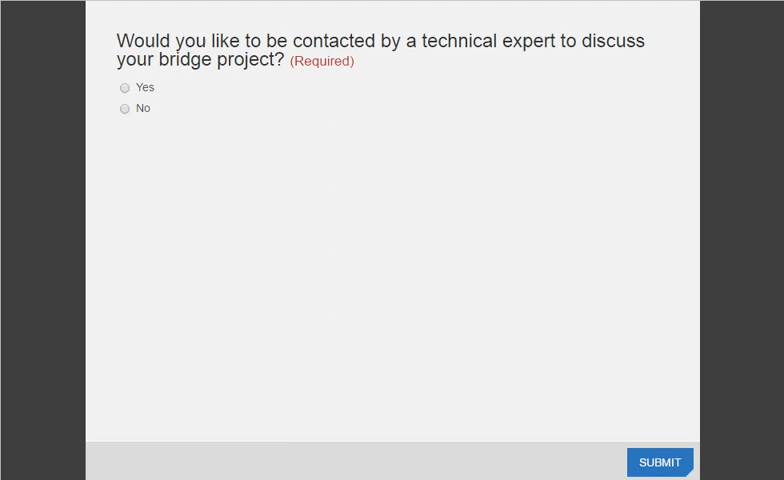 Would you like to be contacted by a technical expert to discuss
your bridge project? (Required)
Yes
No
SUBMIT